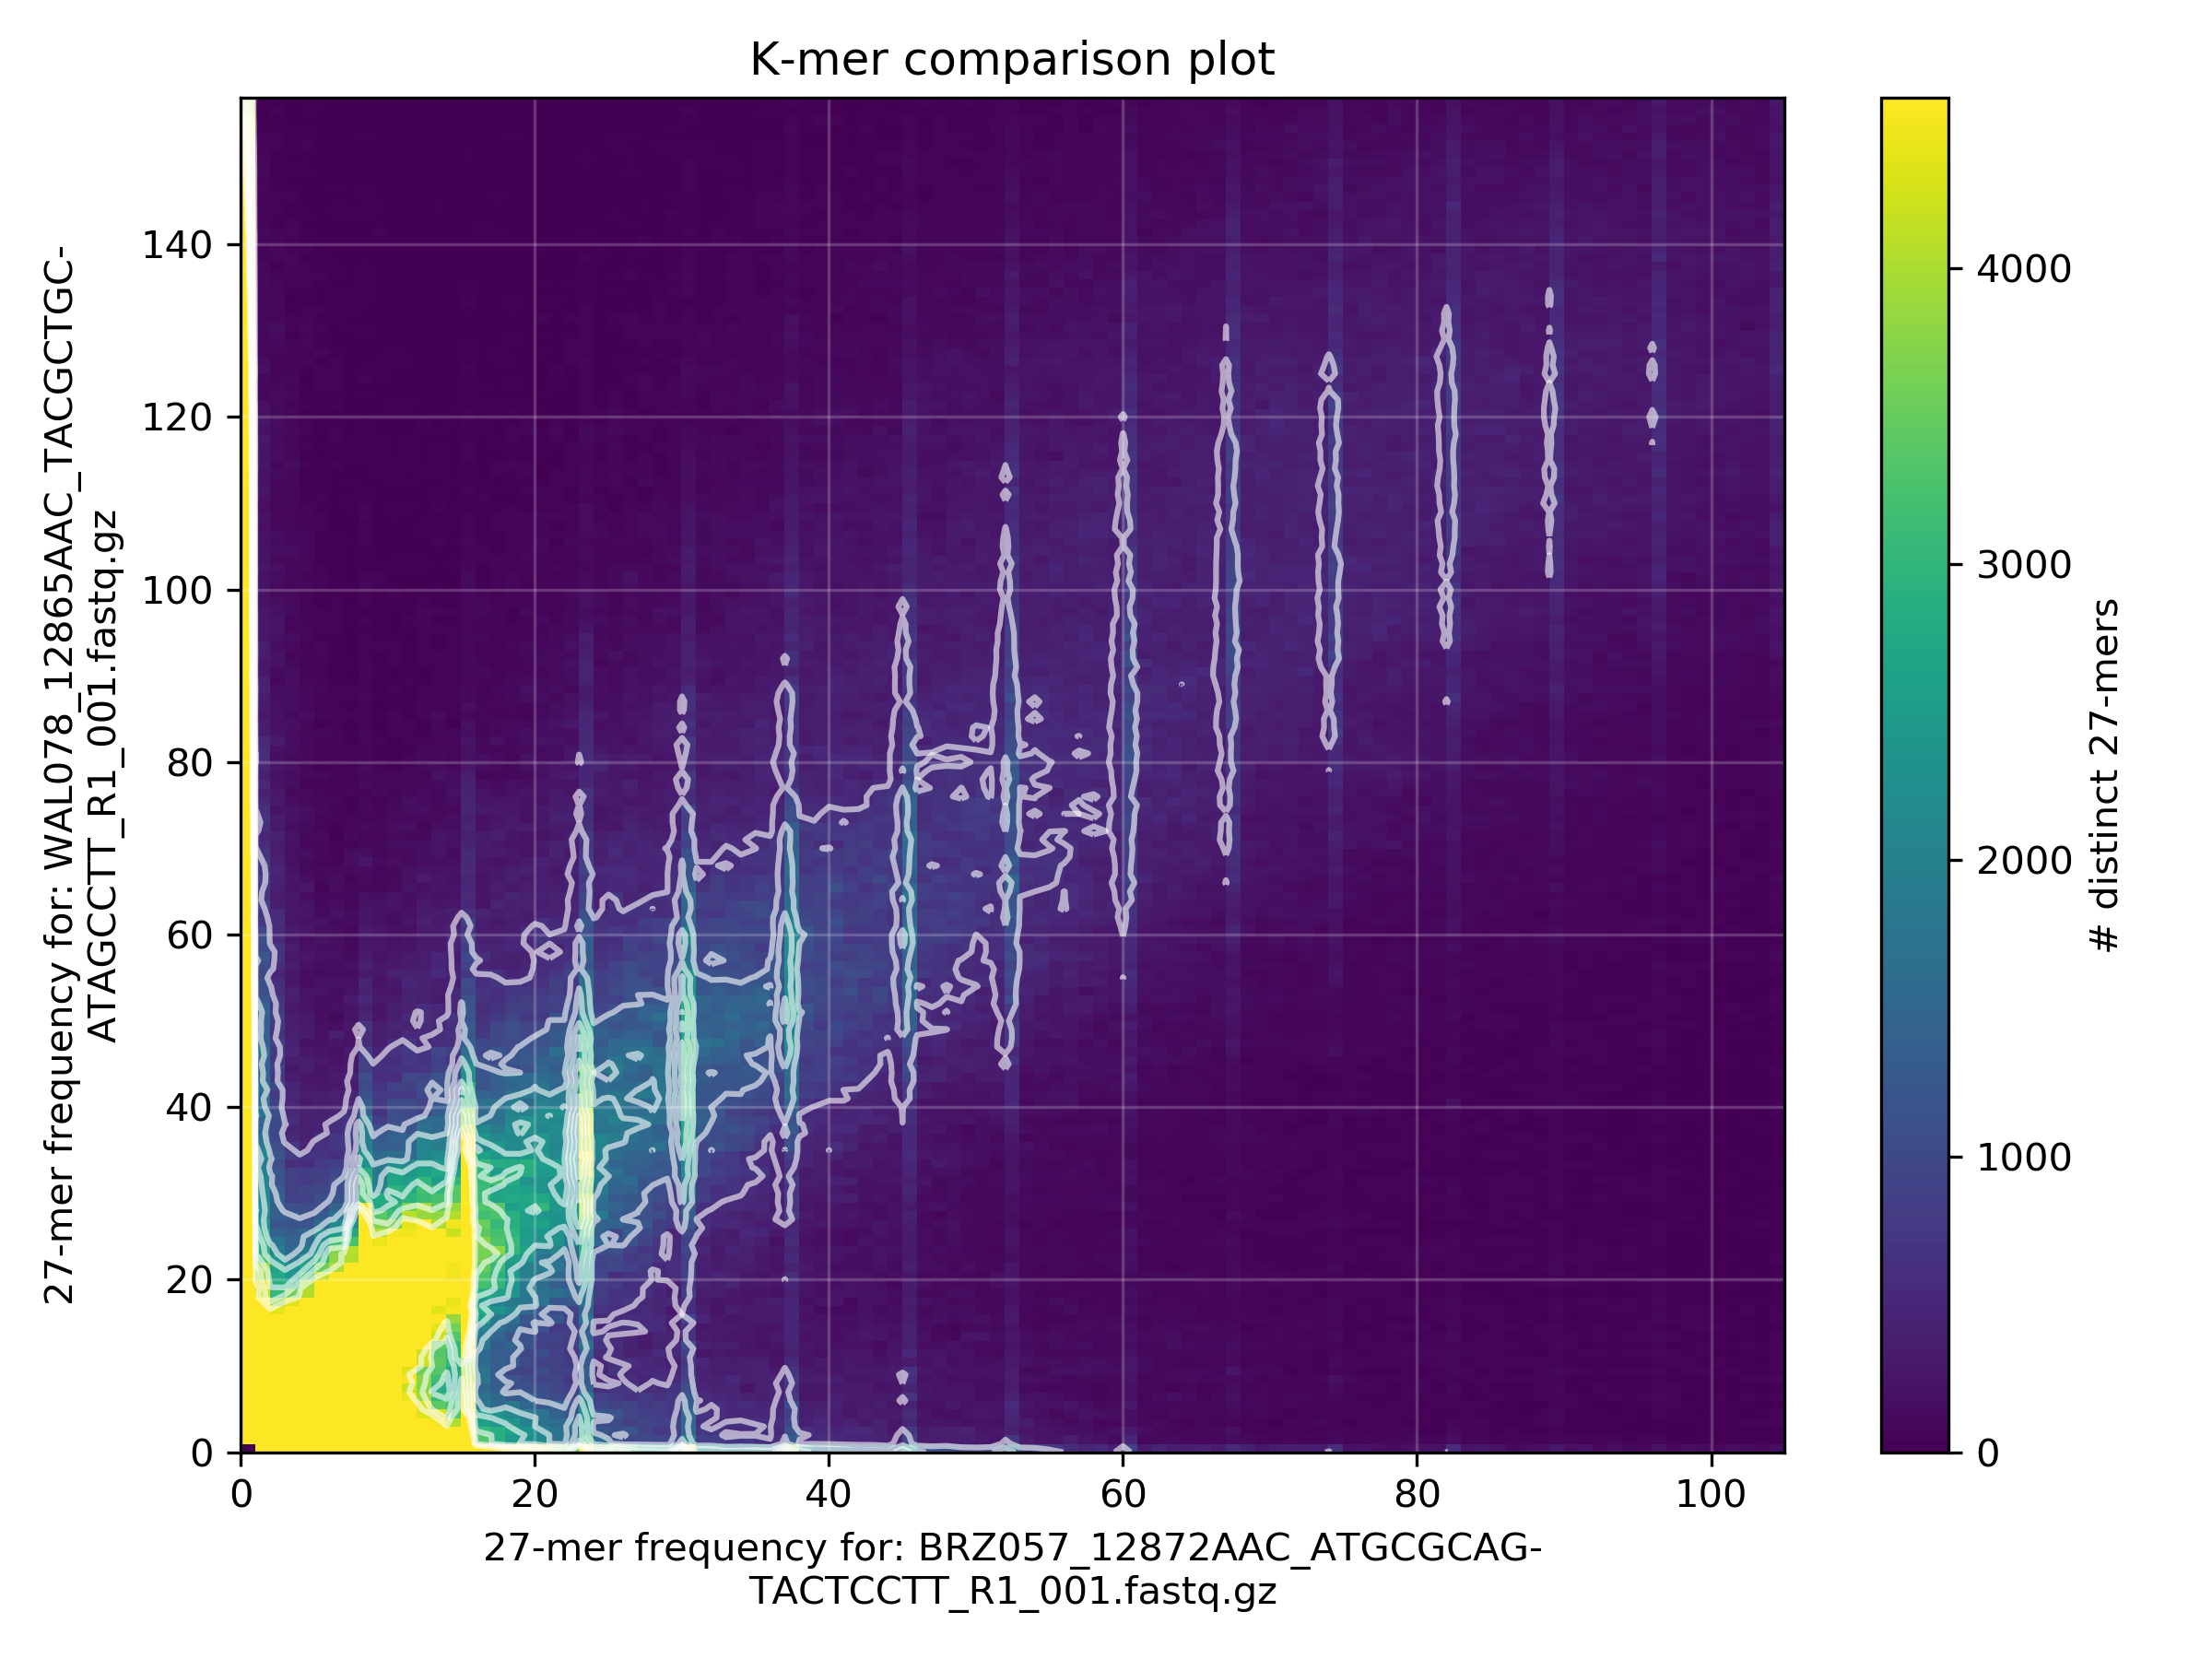 K-mer comparison plot
27-mer frequency for: WAL078_12865AAC_TACGCTGC-
ATAGCCTT_R1_001.fastq.gz
140
120
100
80
60
40
20
0
0 20 40 60 80 100
27-mer frequency for: BRZ057_12872AAC_ATGCGCAG-
TACTCCTT_R1_001.fastq.gz
4000
3000
2000
1000
0
# distinct 27-mers